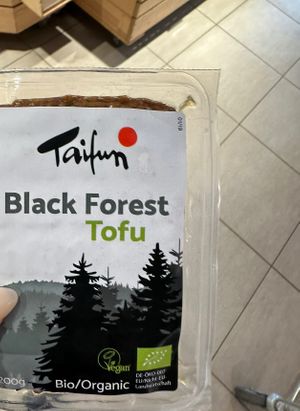 Taifun
Black Forest
Tofu
Vegan
200g
Bio/Organic
DE-ÖKO-007
EU/Nicht-EU
Landwirtschaft